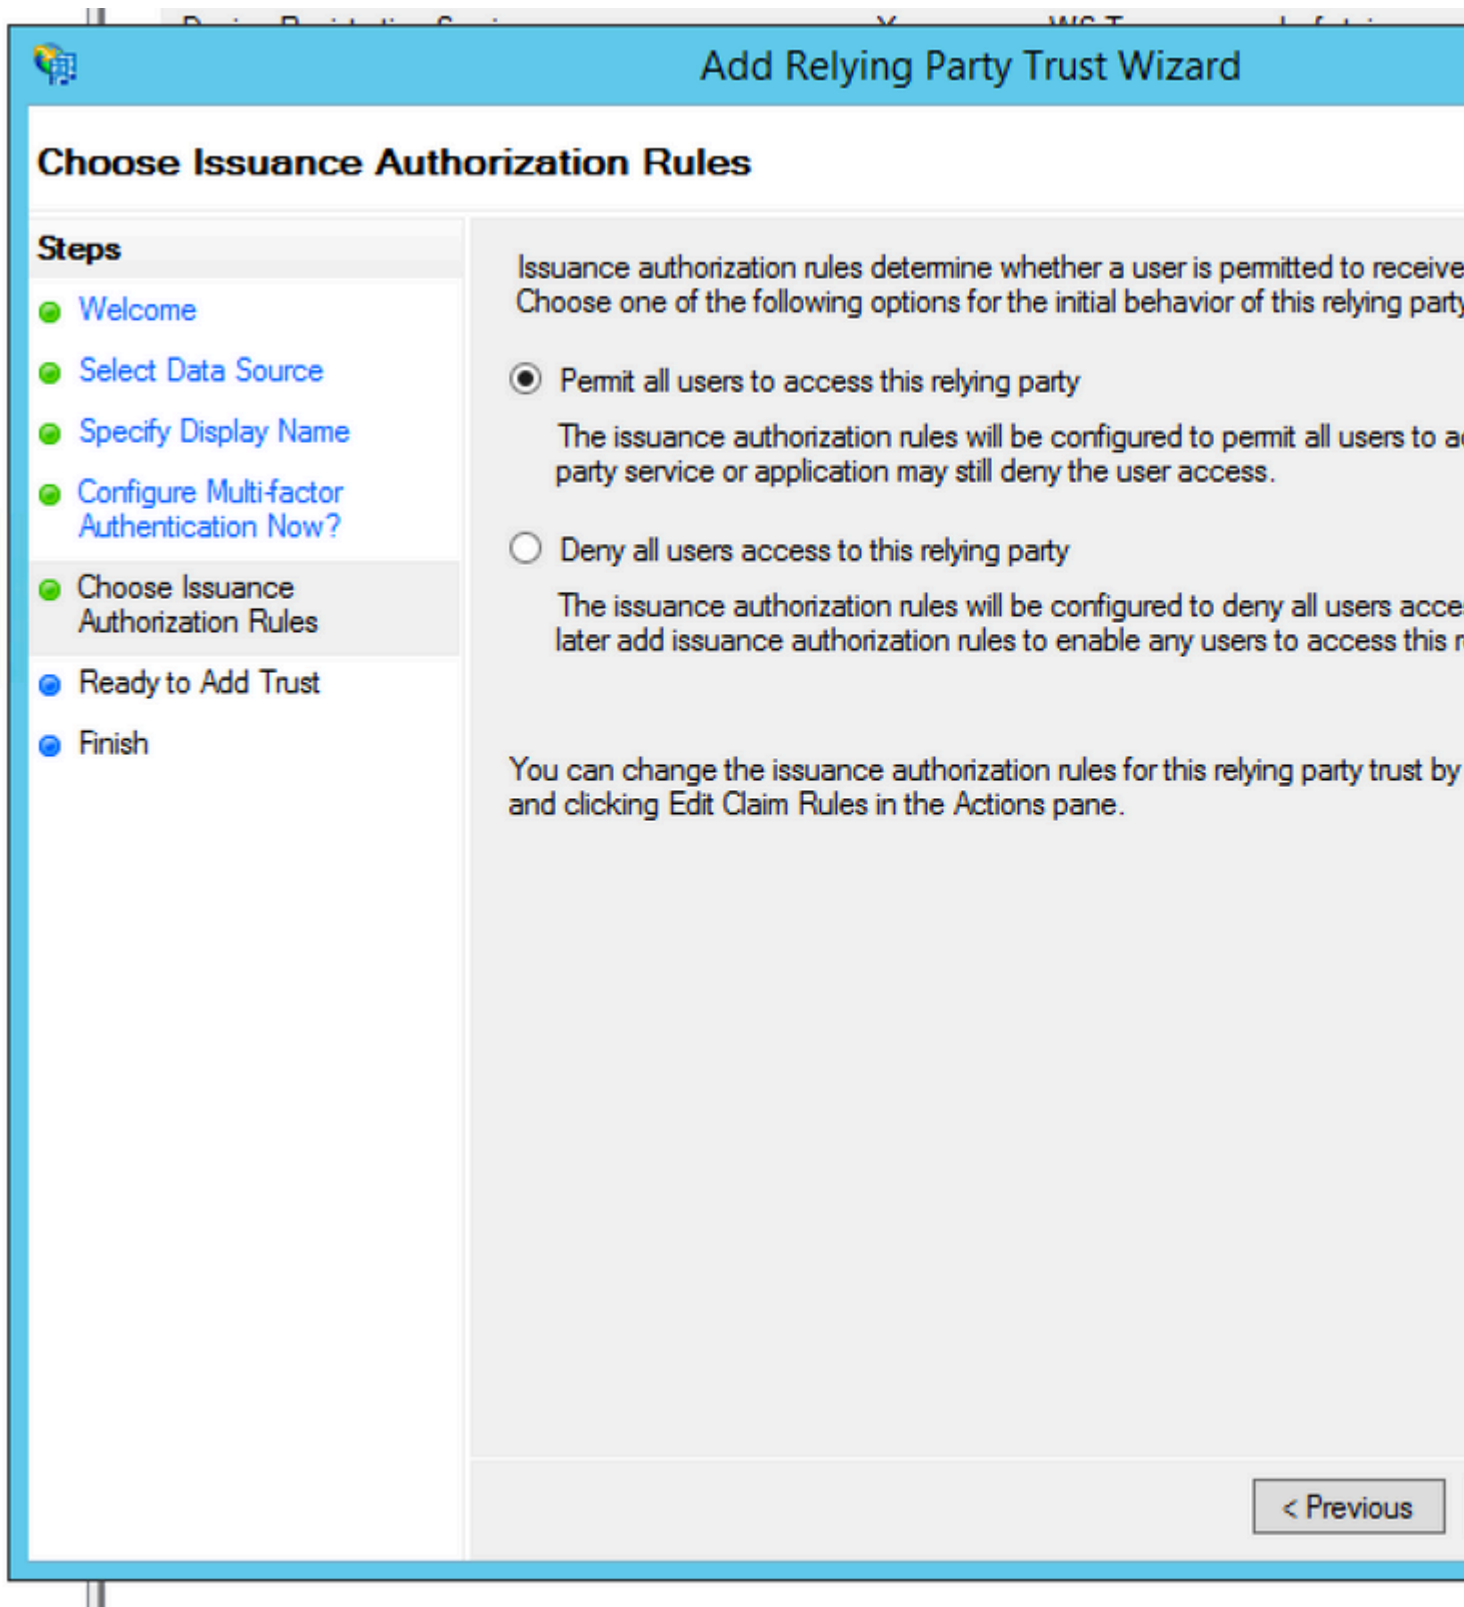 Add Relying Party Trust Wizard
Choose Issuance Authorization Rules
Steps
Welcome
Select Data Source
Specify Display Name
Configure Multi-factor
Authentication Now?
Choose Issuance
Authorization Rules
Ready to Add Trust
Finish
Issuance authorization rules determine whether a user is permitted to receive
Choose one of the following options for the initial behavior of this relying party
Permit all users to access this relying party
The issuance authorization rules will be configured to permit all users to
party service or application may still deny the user access.
Deny all users access to this relying party
The issuance authorization rules will be configured to deny all users
later add issuance authorization rules to enable any users to access this
You can change the issuance authorization rules for this relying party trust by
and clicking Edit Claim Rules in the Actions pane.
< Previous